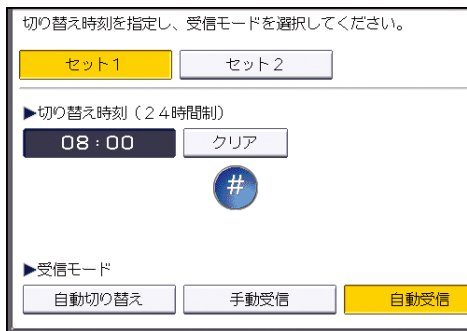 切り替え時刻を指定し、受信モードを選択してください。
セット1 セット2
▶切り替え時刻（24時間制）
08:00 クリア
#
▶受信モード
自動切り替え 手動受信 自動受信